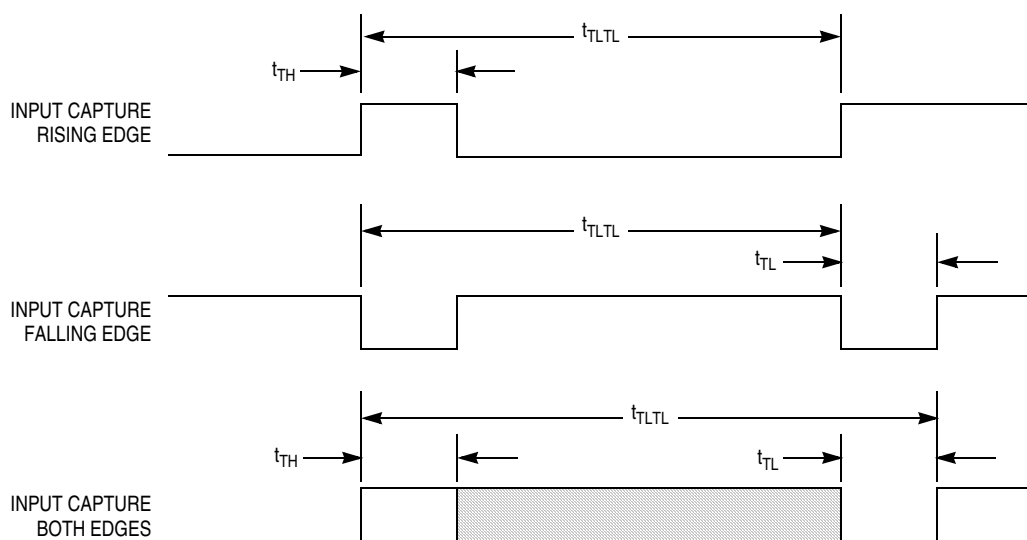 tTLTL
tTH
INPUT CAPTURE
RISING EDGE
tTLTL
tTL
INPUT CAPTURE
FALLING EDGE
tTLTL
tTH
tTL
INPUT CAPTURE
BOTH EDGES